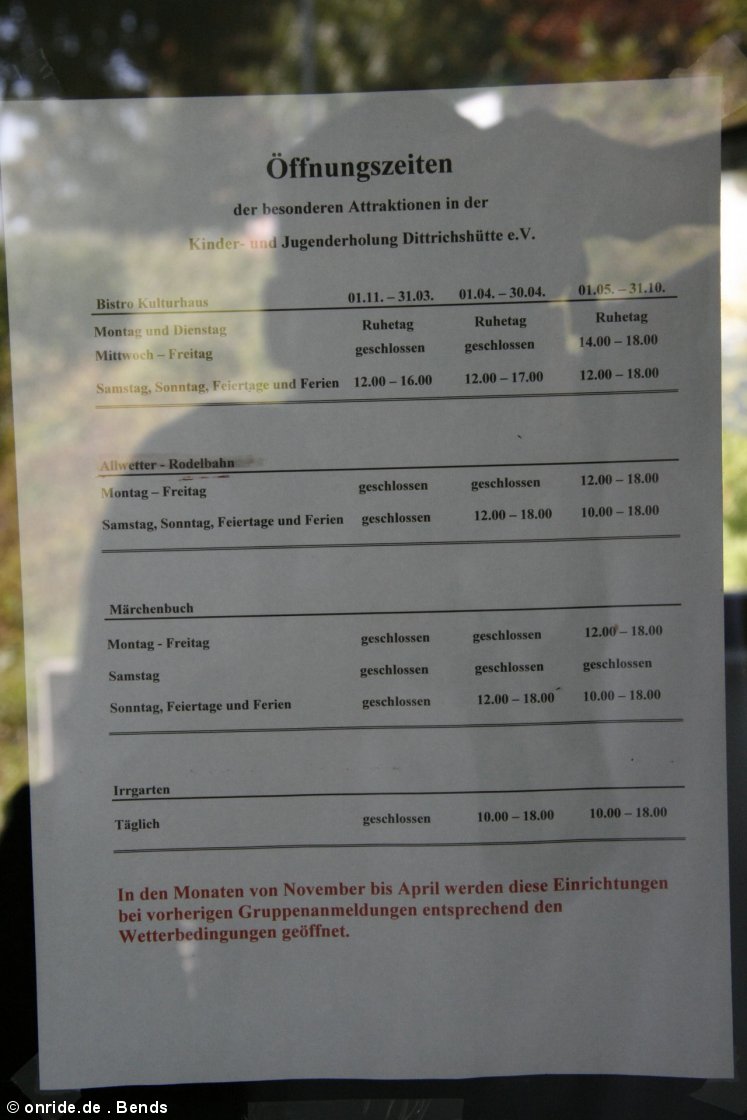 Öffnungszeiten
der besonderen Attraktionen in der
Kinder- und Jugenderholung Dittrichshütte e.V.
Bistro Kulturhaus 01.11. – 31.03. 01.04. – 30.04. 01.05. – 31.10.
Montag und Dienstag Ruhetag Ruhetag Ruhetag
Mittwoch – Freitag geschlossen geschlossen 14.00 – 18.00
Samstag, Sonntag, Feiertage und Ferien 12.00 – 16.00 12.00 – 17.00 12.00 – 18.00
Allwetter - Rodelbahn
Montag – Freitag geschlossen geschlossen 12.00 – 18.00
Samstag, Sonntag, Feiertage und Ferien geschlossen 12.00 – 18.00 10.00 – 18.00
Märchenbuch
Montag - Freitag geschlossen geschlossen 12.00 – 18.00
Samstag geschlossen geschlossen geschlossen
Sonntag, Feiertage und Ferien geschlossen 12.00 – 18.00 10.00 – 18.00
Irrgarten
Täglich geschlossen 10.00 – 18.00 10.00 – 18.00
In den Monaten von November bis April werden diese Einrichtungen
bei vorherigen Gruppenanmeldungen entsprechend den
Wetterbedingungen geöffnet.
© onride.de . Bends